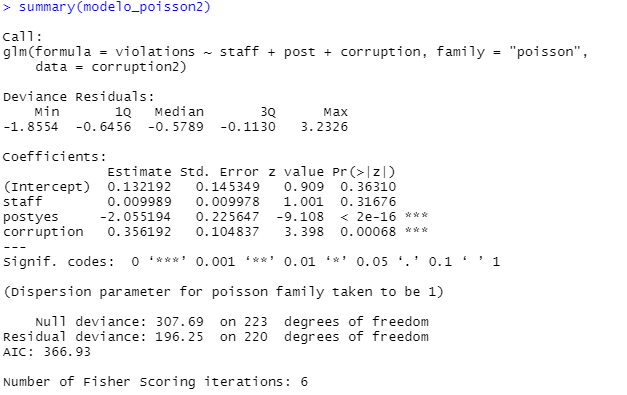 > summary(modelo_poisson2)
Call:
glm(formula = violations ~ staff + post + corruption, family = "poisson",
    data = corruption2)
Deviance Residuals:
    Min       1Q   Median       3Q      Max
-1.8554  -0.6456  -0.5789  -0.1130   3.2326
Coefficients:
             Estimate Std. Error z value Pr(>|z|)
(Intercept)  0.132192   0.145349   0.909  0.36310
staff        0.009989   0.009978   1.001  0.31676
postyes     -2.055194   0.225647  -9.108  < 2e-16 ***
corruption   0.356192   0.104837   3.398  0.00068 ***
---
Signif. codes:  0 ‘***’ 0.001 ‘**’ 0.01 ‘*’ 0.05 ‘.’ 0.1 ‘ ’ 1
(Dispersion parameter for poisson family taken to be 1)
    Null deviance: 307.69  on 223  degrees of freedom
Residual deviance: 196.25  on 220  degrees of freedom
AIC: 366.93
Number of Fisher Scoring iterations: 6